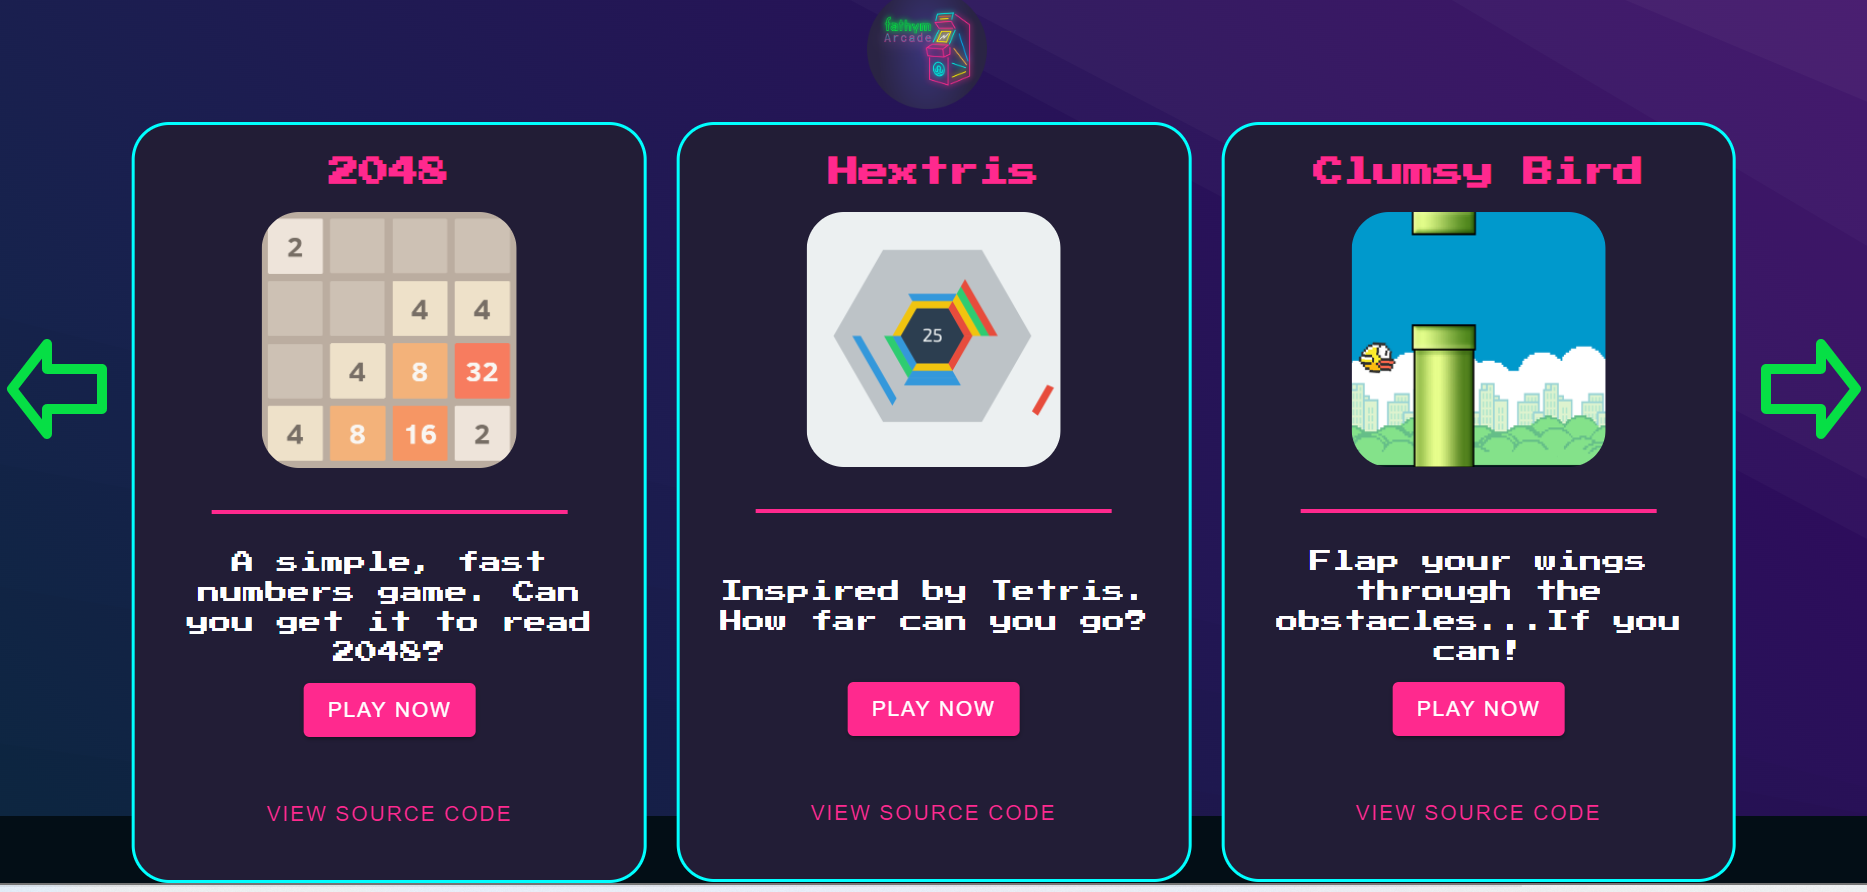 fathym
Arcade
2048
2
4 4
4 8 32
4 8 16 2
A simple, fast
numbers game. Can
you get it to read
2048?
PLAY NOW
VIEW SOURCE CODE
Hextris
25
Inspired by Tetris.
How far can you go?
PLAY NOW
VIEW SOURCE CODE
Clumsy Bird
Flap your wings
through the
obstacles...If you
can!
PLAY NOW
VIEW SOURCE CODE